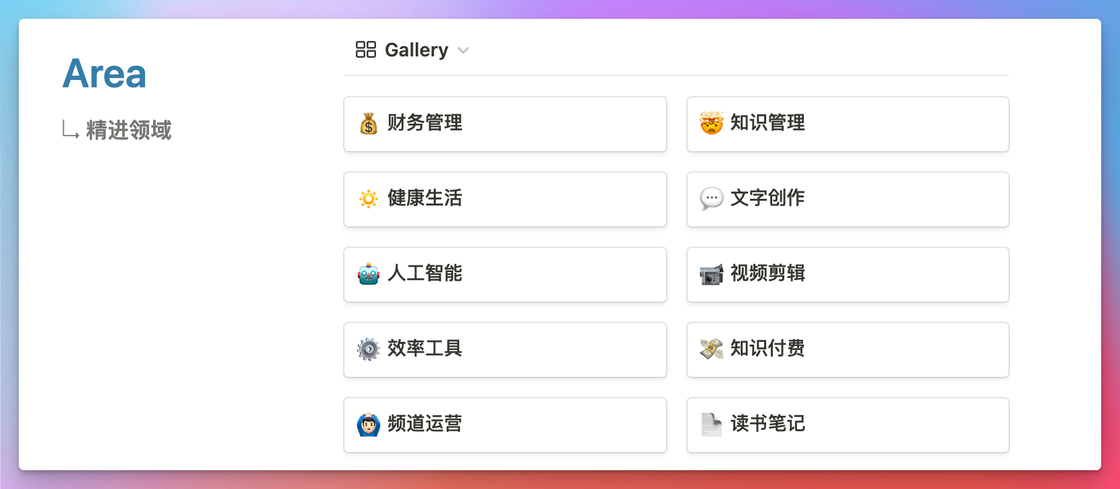 Area
精进领域
Gallery
财务管理
知识管理
健康生活
文字创作
人工智能
视频剪辑
效率工具
知识付费
频道运营
读书笔记